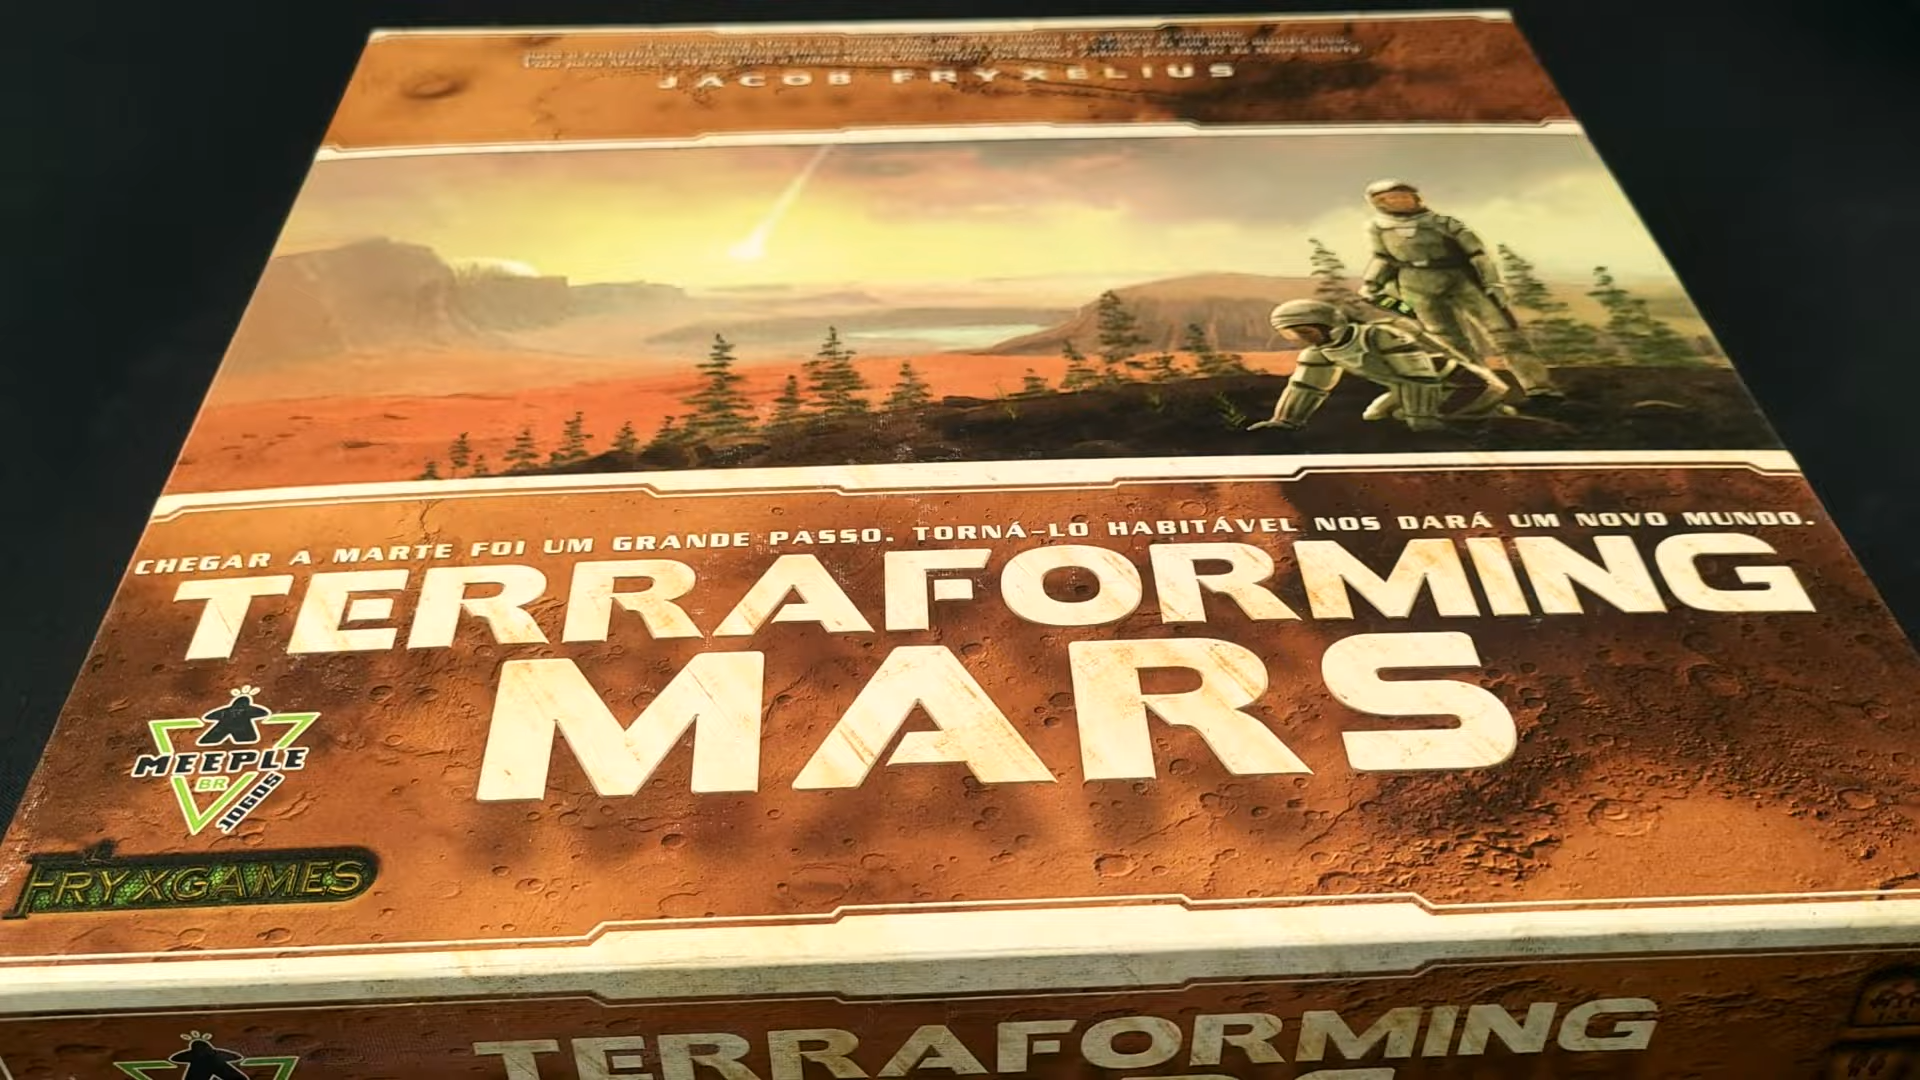 JACOB FRYXELIUS
CHEGAR A MARTE FOI UM GRANDE PASSO. TORNÁ-LO HABITÁVEL NOS DARÁ UM NOVO MUNDO.
TERRAFORMING
MARS
MEEPLE
BR
JOGOS
FRYXGAMES
TERRAFORMING